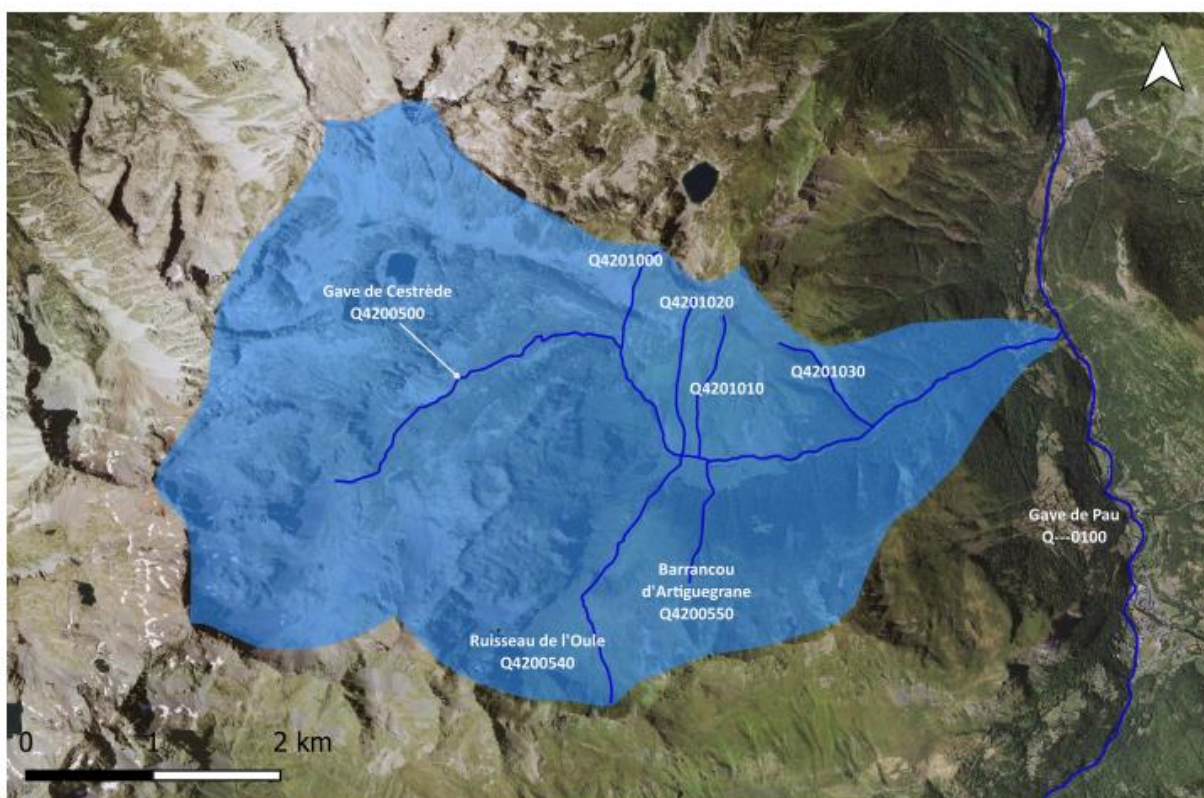 Q4201000
Gave de Cestrède
Q4200500
Q4201020
Q4201010
Q4201030
Gave de Pau
Q---0100
Barrancou
d'Artiguegrane
Q4200550
Ruisseau de l'Oule
Q4200540
0 1 2 km